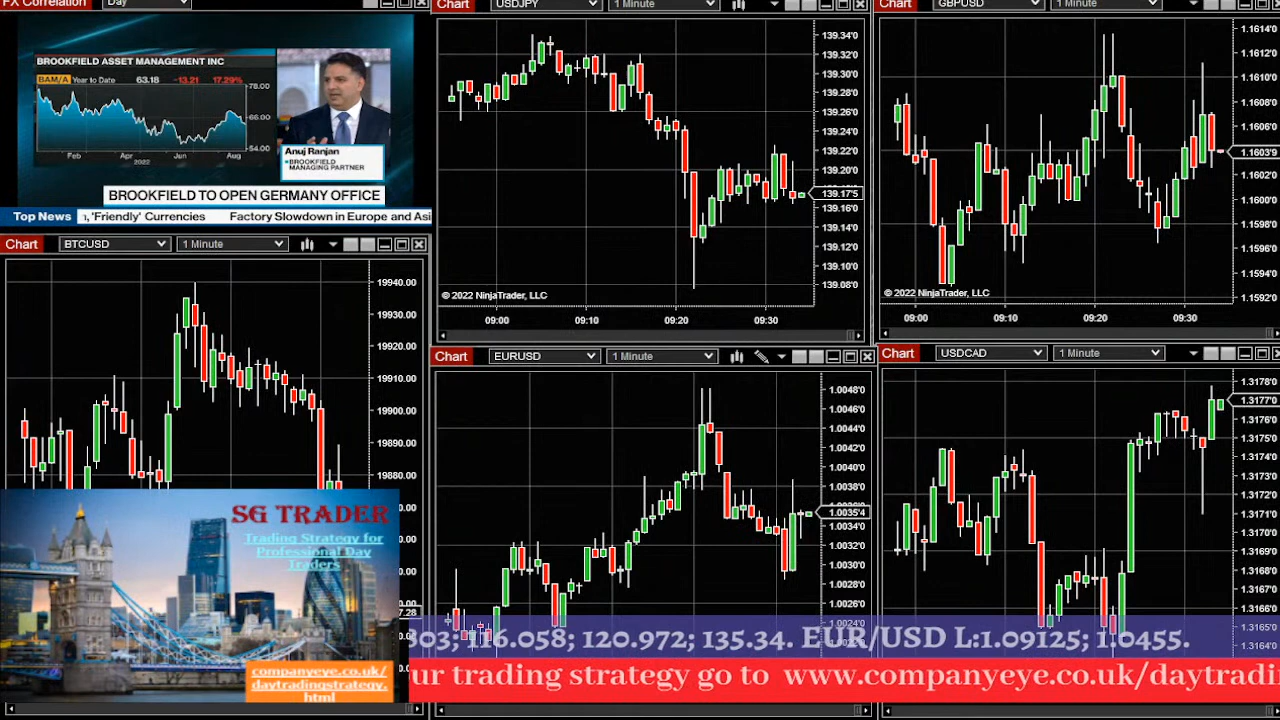 FX Correlation Day
BROOKFIELD ASSET MANAGEMENT INC
BAM/A Year to Date 63.18 -13.21 17.29%
78.00
66.00
54.00
Feb Apr Jun Aug
2022
Anuj Ranjan
BROOKFIELD
MANAGING PARTNER
BROOKFIELD TO OPEN GERMANY OFFICE
Top News , 'Friendly' Currencies Factory Slowdown in Europe and Asi
Chart USDJPY 1 Minute
139.34'0
139.32'0
139.30'0
139.28'0
139.26'0
139.24'0
139.22'0
139.20'0
139.17'5
139.16'0
139.14'0
139.12'0
139.10'0
139.08'0
© 2022 NinjaTrader, LLC
09:00 09:10 09:20 09:30
Chart GBPUSD 1 Minute
1.1614'0
1.1610'0
1.1608'0
1.1606'0
1.1603'9
1.1602'0
1.1600'0
1.1598'0
1.1596'0
1.1594'0
1.1592'0
© 2022 NinjaTrader, LLC
09:00 09:10 09:20 09:30
Chart BTCUSD 1 Minute
19940.00
19930.00
19920.00
19910.00
19900.00
19890.00
19880.00
Chart EURUSD 1 Minute
1.0048'0
1.0046'0
1.0044'0
1.0042'0
1.0040'0
1.0038'0
1.0035'4
1.0034'0
1.0032'0
1.0030'0
1.0028'0
1.0026'0
1.0024'0
Chart USDCAD 1 Minute
1.3178'0
1.3177'0
1.3175'0
1.3174'0
1.3173'0
1.3171'0
1.3170'0
1.3168'0
1.3166'0
1.3165'0
1.3164'0
SG TRADER
Trading Strategy for
Professional Day
Traders
companyeye.co.uk/
daytradingstrategy.
html
303; 116.058; 120.972; 135.34. EUR/USD L:1.09125; 1.0455.
ur trading strategy go to www.companyeye.co.uk/daytradi